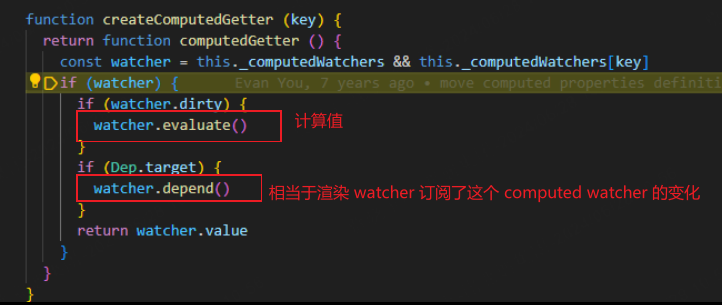 function createComputedGetter (key) {
return function computedGetter () {
const watcher = this._computedWatchers && this._computedWatchers[key]
if (watcher) { Evan You, 7 years ago • move computed properties definiti
if (watcher.dirty) {
watcher.evaluate() 计算值
}
if (Dep.target) {
watcher.depend() 相当于渲染 watcher 订阅了这个 computed watcher 的变化
}
return watcher.value
}
}
}